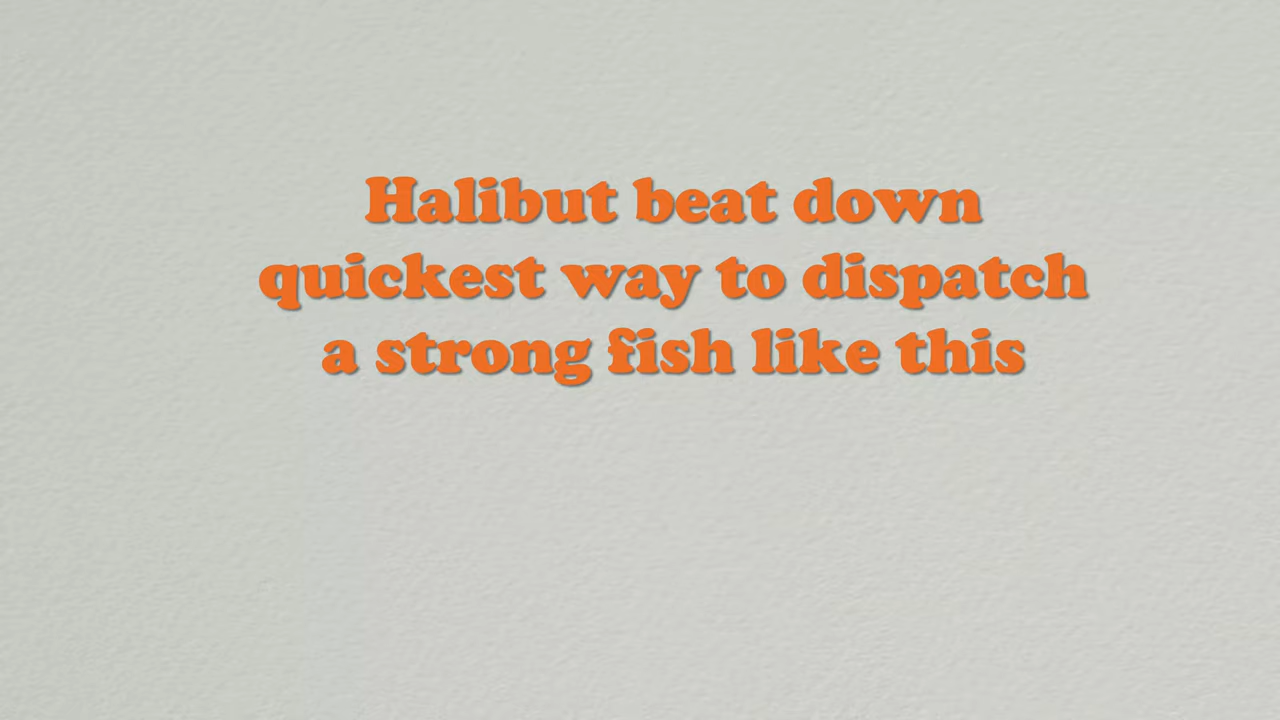 Halibut beat down
quickest way to dispatch
a strong fish like this